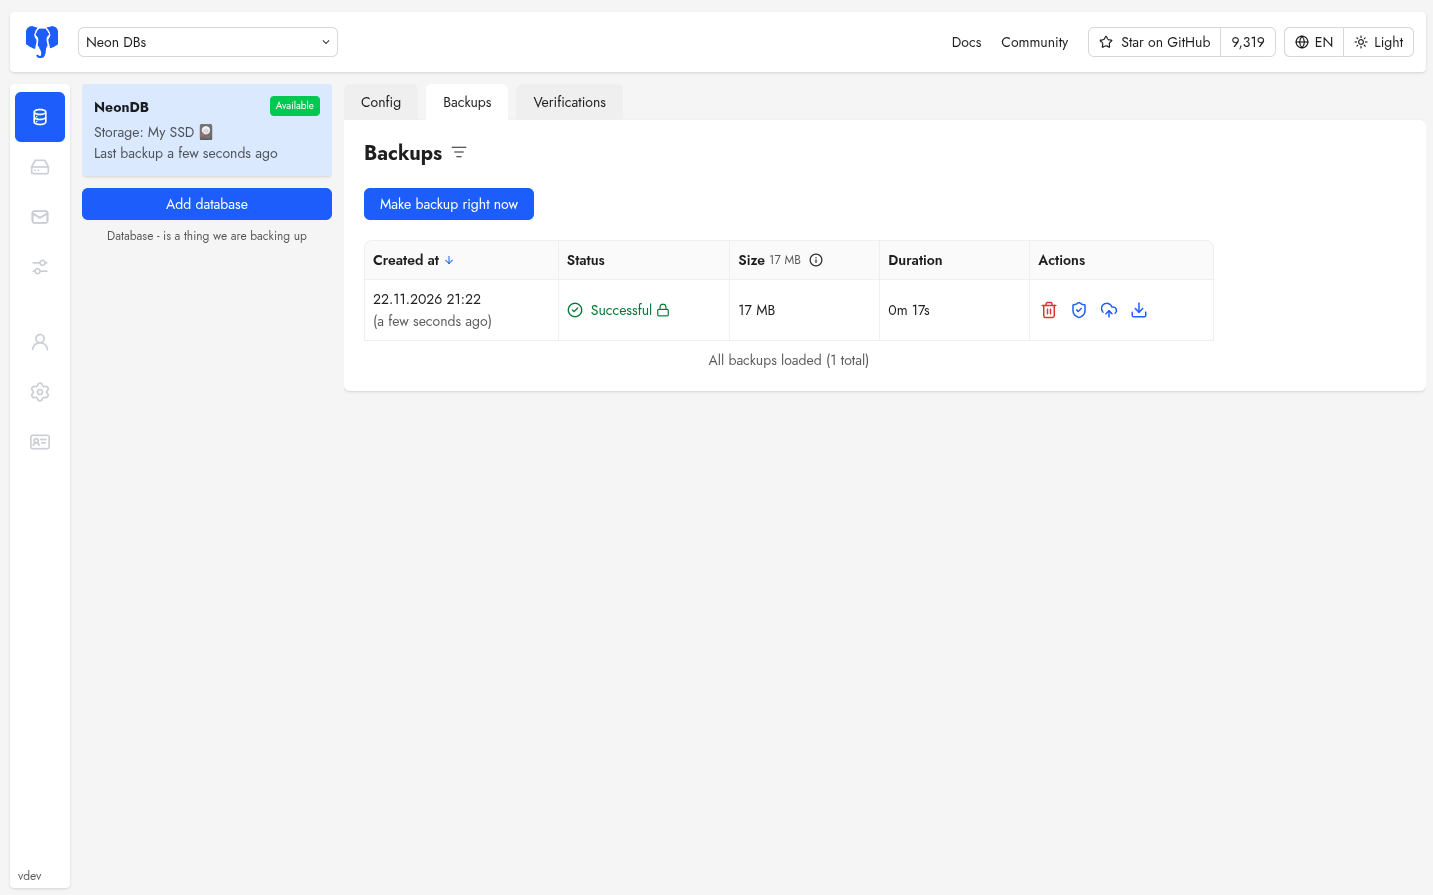 Neon DBs
Docs
Community
Star on GitHub
9,319
EN
Light
NeonDB
Available
Storage: My SSD
Last backup a few seconds ago
Add database
Database - is a thing we are backing up
Config
Backups
Verifications
Backups
Make backup right now
Created at
Status
Size 17 MB
Duration
Actions
22.11.2026 21:22
(a few seconds ago)
Successful
17 MB
0m 17s
All backups loaded (1 total)
vdev